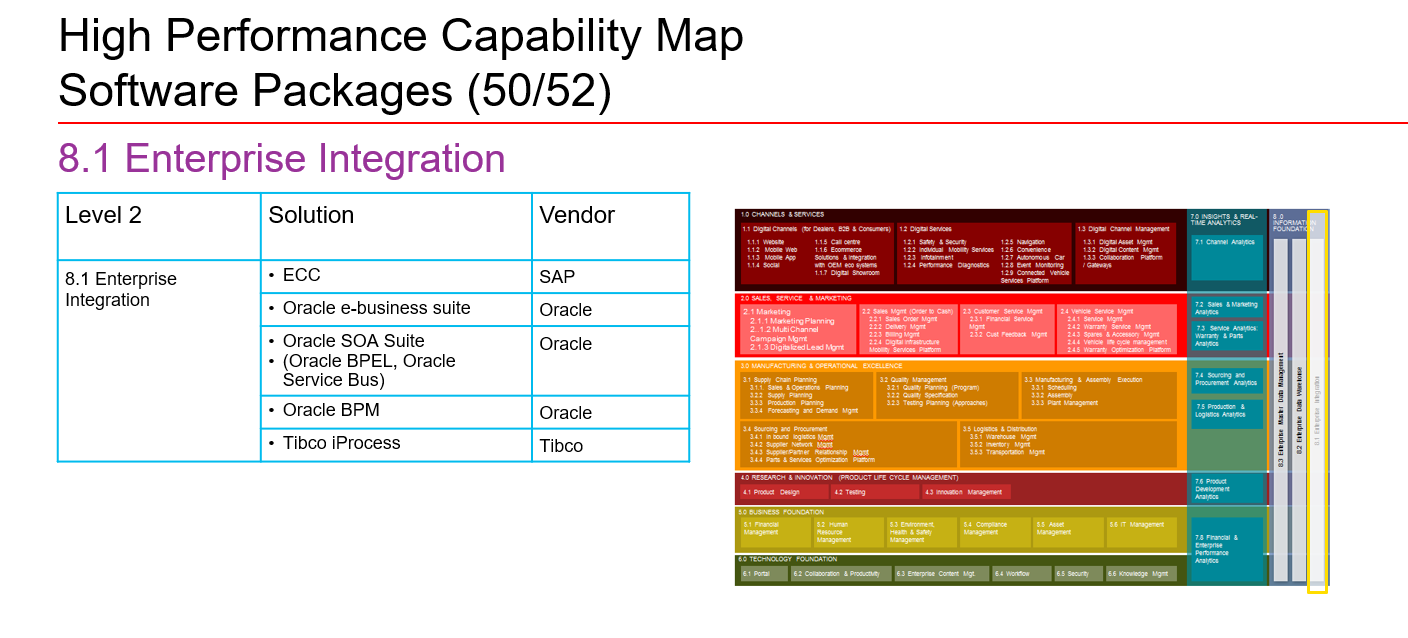 High Performance Capability Map
Software Packages (50/52)
8.1 Enterprise Integration
Level 2
Solution
Vendor
8.1 Enterprise
Integration
• ECC
SAP
• Oracle e-business suite
Oracle
• Oracle SOA Suite
• (Oracle BPEL, Oracle
Service Bus)
Oracle
• Oracle BPM
Oracle
• Tibco iProcess
Tibco
1.0 CHANNELS & SERVICES
1.1 Digital Channels (for Dealers, B2B & Consumers)
1.1.1 Website
1.1.2 Mobile Web
1.1.3 Mobile App
1.1.4 Social
1.1.5 Call centre
1.1.6 Ecommerce
Solutions & integration
with OEM eco systems
1.1.7 Digital Showroom
1.2 Digital Services
1.2.1 Safety & Security
1.2.2 Individual Mobility Services
1.2.3 Infotainment
1.2.4 Performance Diagnostics
1.2.5 Navigation
1.2.6 Convenience
1.2.7 Autonomous Car
1.2.8 Event Monitoring
1.2.9 Connected Vehicle
Services Platform
1.3 Digital Channel Management
1.3.1 Digital Asset Mgmt
1.3.2 Digital Content Mgmt
1.3.3 Collaboration Platform
/ Gateways
2.0 SALES, SERVICE & MARKETING
2.1 Marketing
2.1.1 Marketing Planning
2..1.2 Multi Channel
Campaign Mgmt
2.1.3 Digitalized Lead Mgmt
2.2 Sales Mgmt (Order to Cash)
2.2.1 Sales Order Mgmt
2.2.2 Delivery Mgmt
2.2.3 Billing Mgmt
2.2.4 Digital Infrastructure
Mobility Services Platform
2.3 Customer Service Mgmt
2.3.1 Financial Service
Mgmt
2.3.2 Cust Feedback Mgmt
2.4 Vehicle Service Mgmt
2.4.1 Service Mgmt
2.4.2 Warranty Service Mgmt
2.4.3 Spares & Accessory Mgmt
2.4.4 Vehicle life cycle management
2.4.5 Warranty Optimization Platform
3.0 MANUFACTURING & OPERATIONAL EXCELLENCE
3.1 Supply Chain Planning
3.1.1. Sales & Operations Planning
3.2.2 Supply Planning
3.3.3 Production Planning
3.3.4 Forecasting and Demand Mgmt
3.2 Quality Management
3.2.1 Quality Planning (Program)
3.2.2 Quality Specification
3.2.3 Testing Planning (Approaches)
3.3 Manufacturing & Assembly Execution
3.3.1 Scheduling
3.3.2 Assembly
3.3.3 Plant Management
3.4 Sourcing and Procurement
3.4.1 In bound logistics Mgmt
3.4.2 Supplier Network Mgmt
3.4.3 Supplier/Partner Relationship Mgmt
3.4.4 Parts & Services Optimization Platform
3.5 Logistics & Distribution
3.5.1 Warehouse Mgmt
3.5.2 Inventory Mgmt
3.5.3 Transportation Mgmt
4.0 RESEARCH & INNOVATION (PRODUCT LIFE CYCLE MANAGEMENT)
4.1 Product Design
4.2 Testing
4.3 Innovation Management
5.0 BUSINESS FOUNDATION
5.1 Financial
Management
5.2 Human
Resource
Management
5.3 Environment,
Health & Safety
Management
5.4 Compliance
Management
5.5 Asset
Management
5.6 IT Management
6.0 TECHNOLOGY FOUNDATION
6.1 Portal
6.2 Collaboration & Productivity
6.3 Enterprise Content Mgt.
6.4 Workflow
6.5 Security
6.6 Knowledge Mgmt
7.0 INSIGHTS & REAL-
TIME ANALYTICS
7.1 Channel Analytics
7.2 Sales & Marketing
Analytics
7.3 Service Analytics:
Warranty & Parts
Analytics
7.4 Sourcing and
Procurement Analytics
7.5 Production &
Logistics Analytics
7.6 Product
Development
Analytics
7.8 Financial &
Enterprise
Performance
Analytics
8 .0
INFORMATION
FOUNDATION
8.3 Enterprise Master Data Management
8.2 Enterprise Data Warehouse
8.1 Enterprise Integration